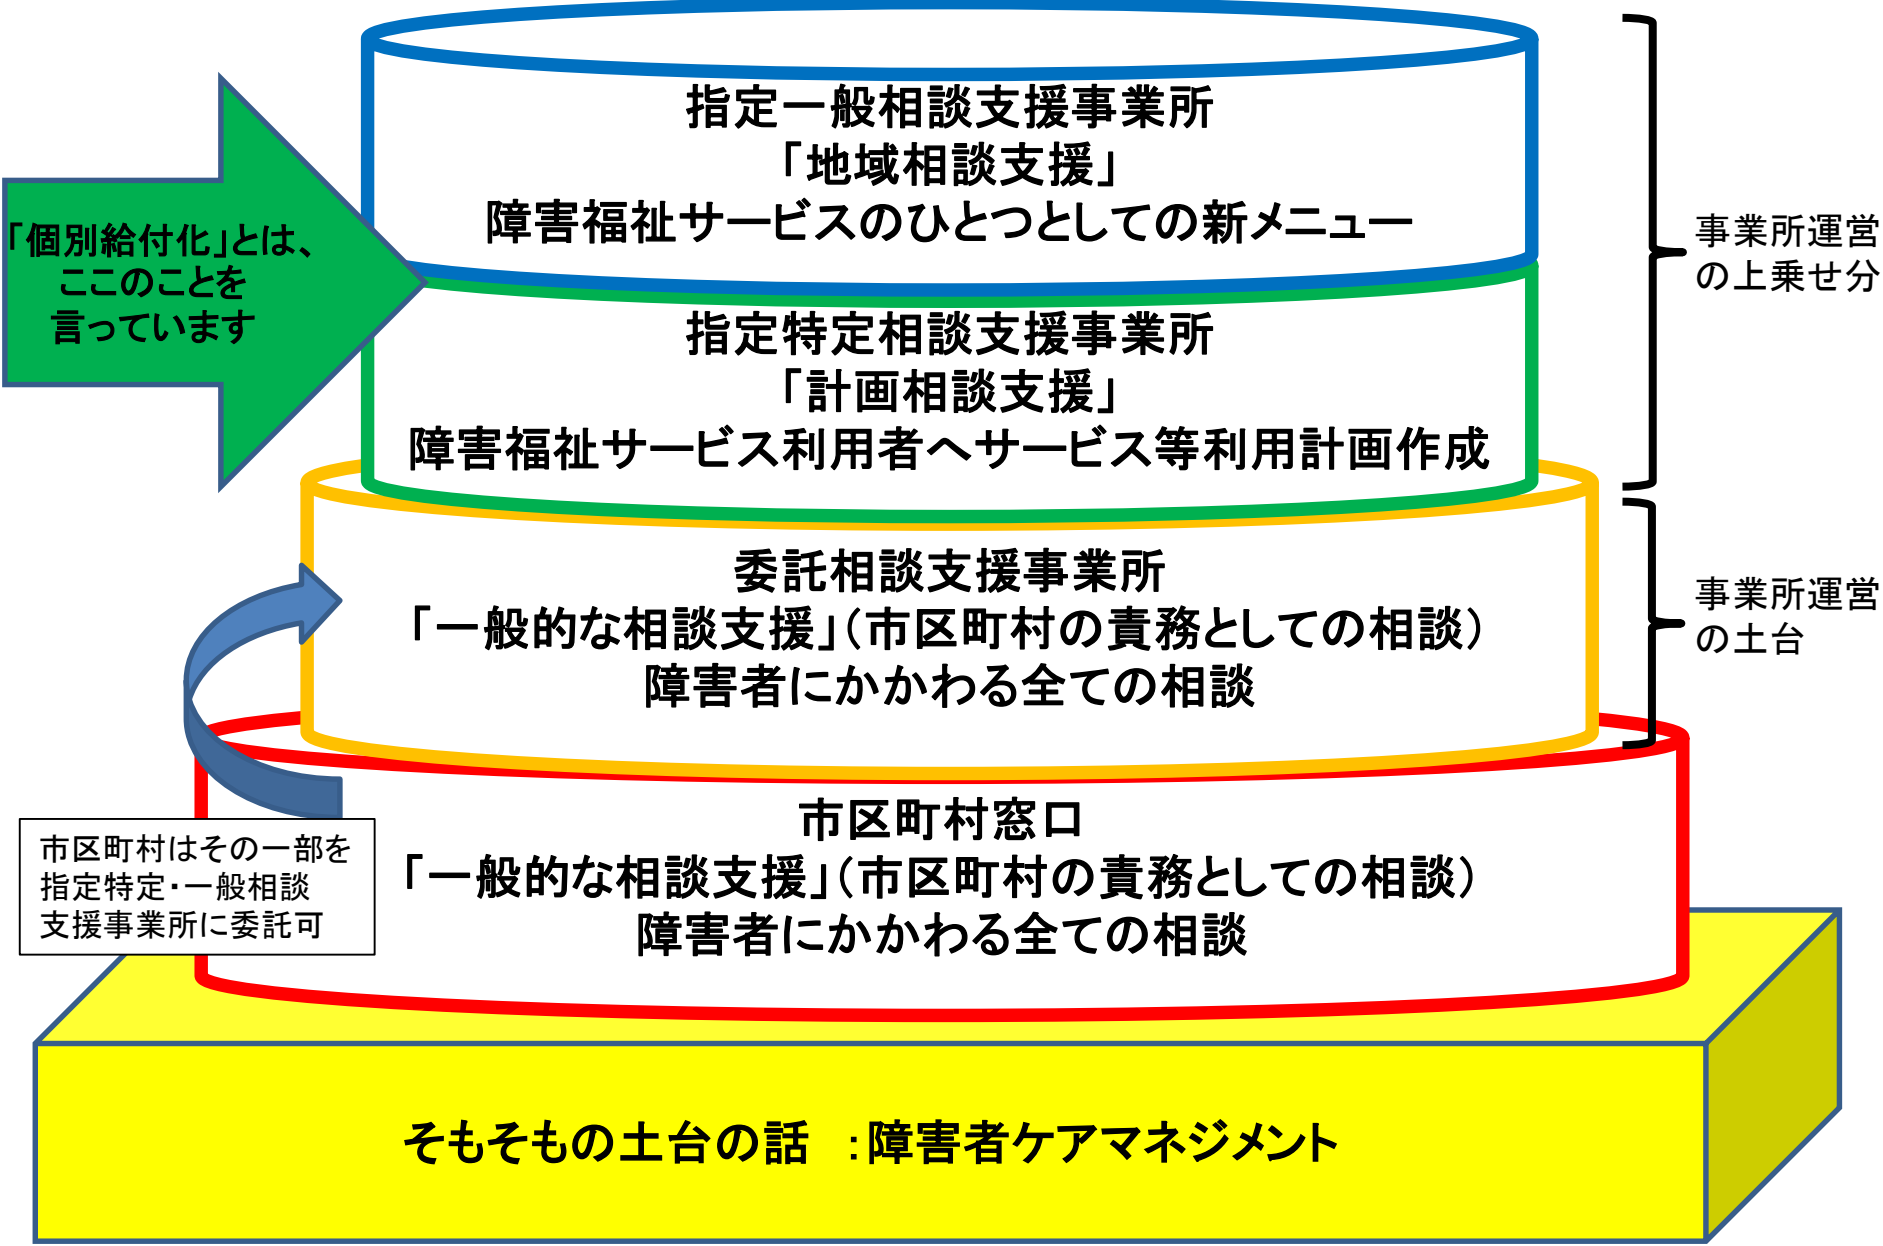 指定一般相談支援事業所
「地域相談支援」
障害福祉サービスのひとつとしての新メニュー
「個別給付化」とは、
ここのことを
言っています
事業所運営
の上乗せ分
指定特定相談支援事業所
「計画相談支援」
障害福祉サービス利用者へサービス等利用計画作成
委託相談支援事業所
「一般的な相談支援」（市区町村の責務としての相談）
障害者にかかわる全ての相談
事業所運営
の土台
市区町村窓口
「一般的な相談支援」（市区町村の責務としての相談）
障害者にかかわる全ての相談
市区町村はその一部を
指定特定・一般相談
支援事業所に委託可
そもそもの土台の話　：障害者ケアマネジメント